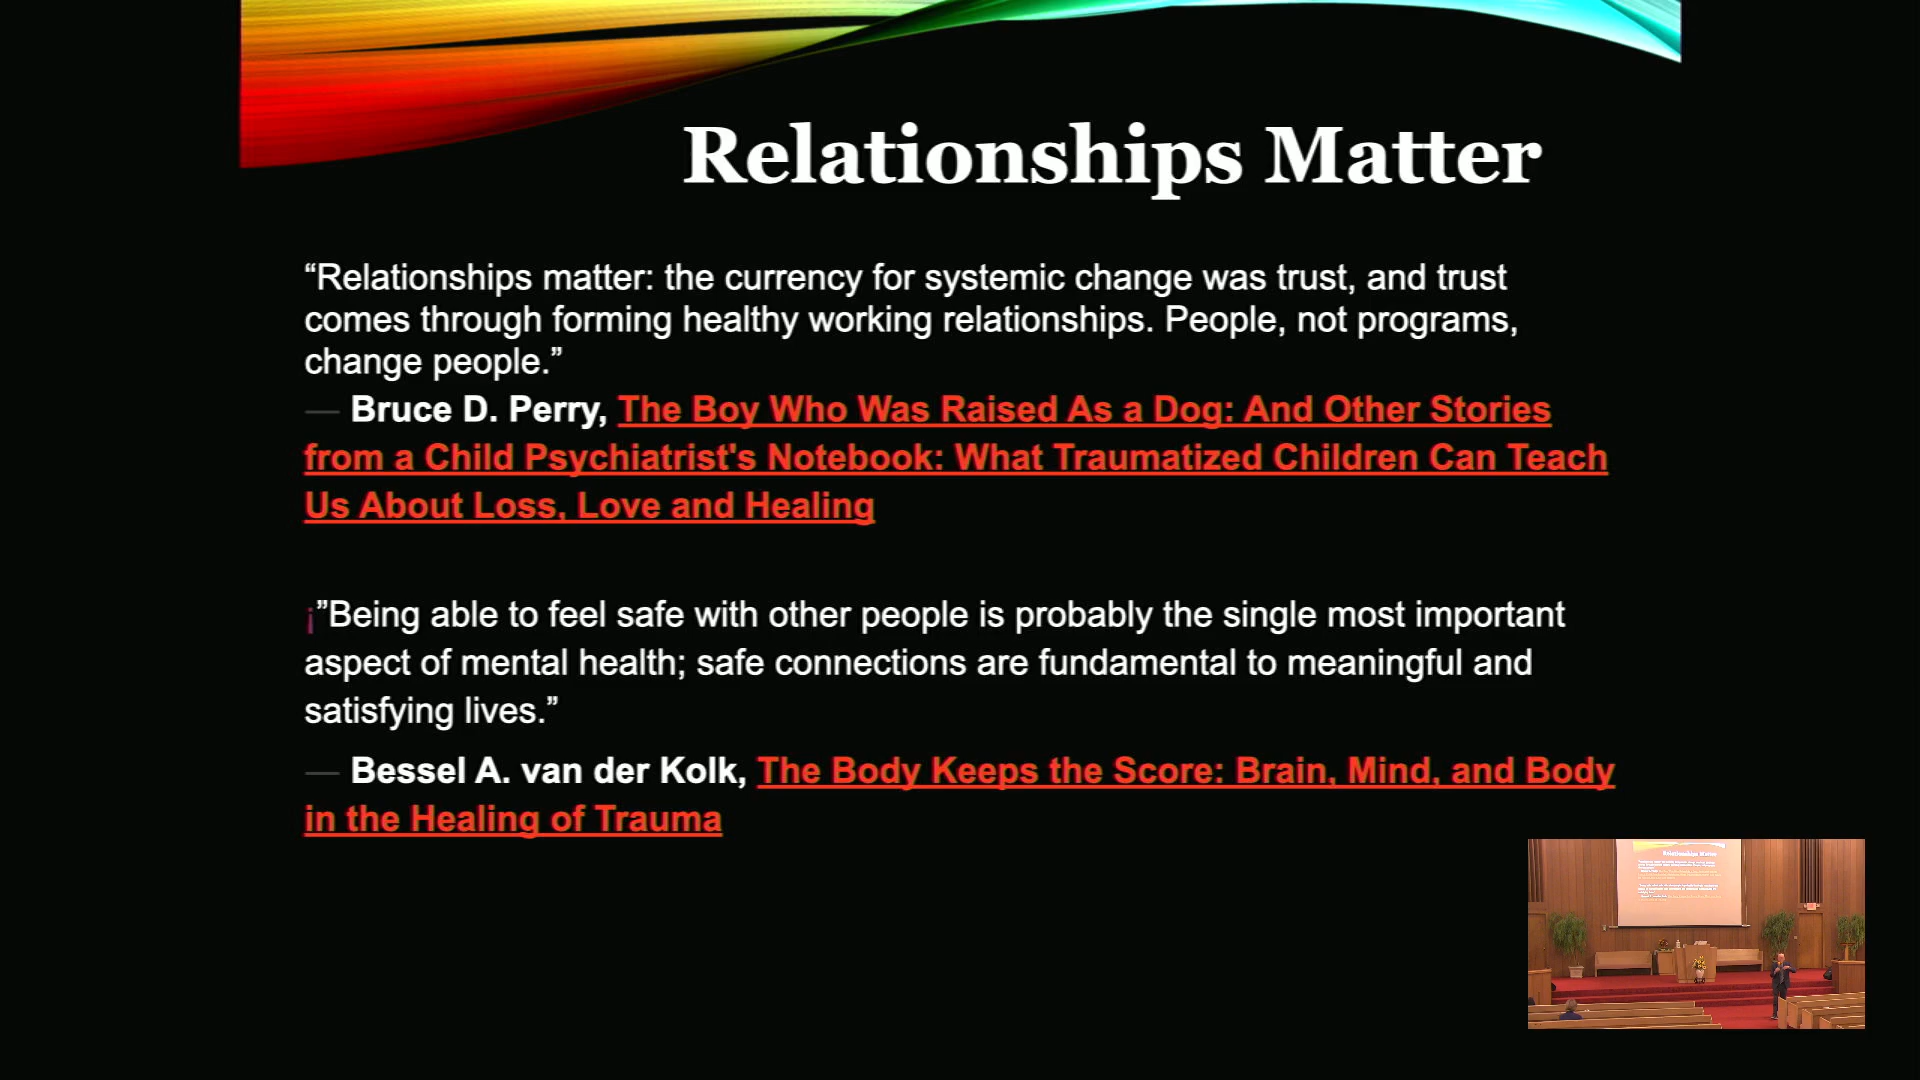 Relationships Matter
“Relationships matter: the currency for systemic change was trust, and trust
comes through forming healthy working relationships. People, not programs,
change people.”
— Bruce D. Perry, The Boy Who Was Raised As a Dog: And Other Stories
from a Child Psychiatrist's Notebook: What Traumatized Children Can Teach
Us About Loss, Love and Healing
¡”Being able to feel safe with other people is probably the single most important
aspect of mental health; safe connections are fundamental to meaningful and
satisfying lives.”
— Bessel A. van der Kolk, The Body Keeps the Score: Brain, Mind, and Body
in the Healing of Trauma
Relationships Matter